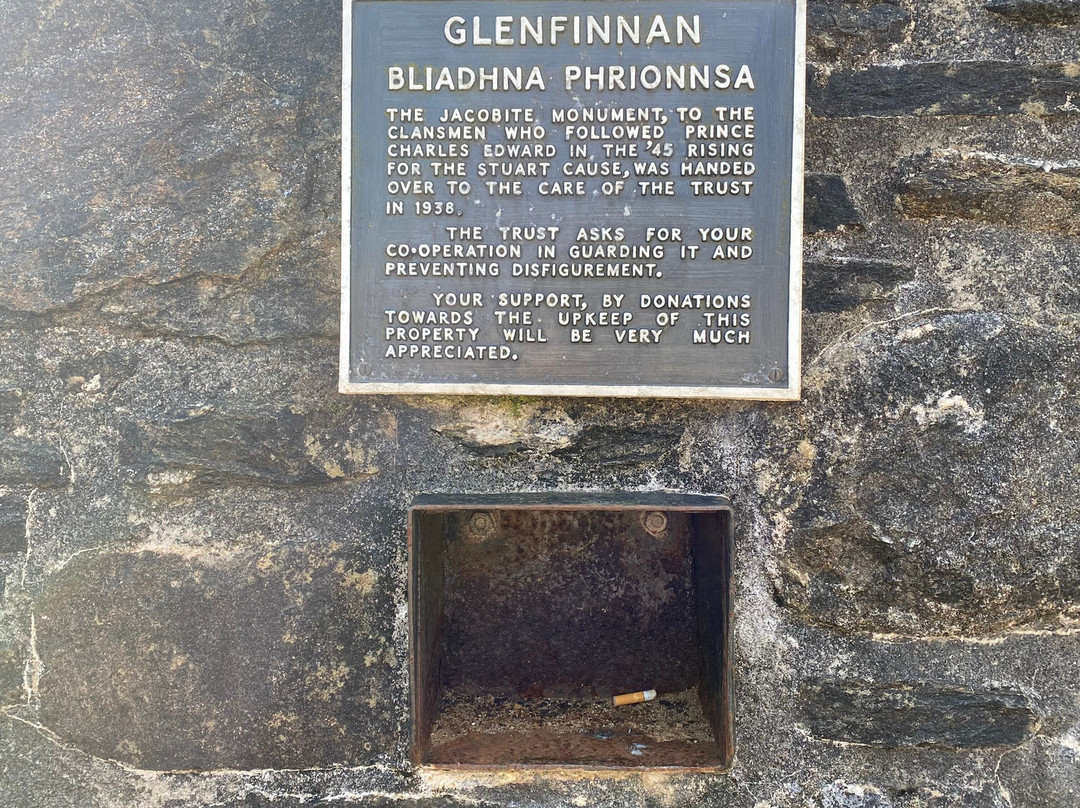 GLENFINNAN
BLIADHNA PHRIONNSA
THE JACOBITE MONUMENT, TO THE
CLANSMEN WHO FOLLOWED PRINCE
CHARLES EDWARD IN THE '45 RISING
FOR THE STUART CAUSE, WAS HANDED
OVER TO THE CARE OF THE TRUST
IN 1938.
THE TRUST ASKS FOR YOUR
CO-OPERATION IN GUARDING IT AND
PREVENTING DISFIGUREMENT.
YOUR SUPPORT, BY DONATIONS
TOWARDS THE UPKEEP OF THIS
PROPERTY WILL BE VERY MUCH
APPRECIATED.